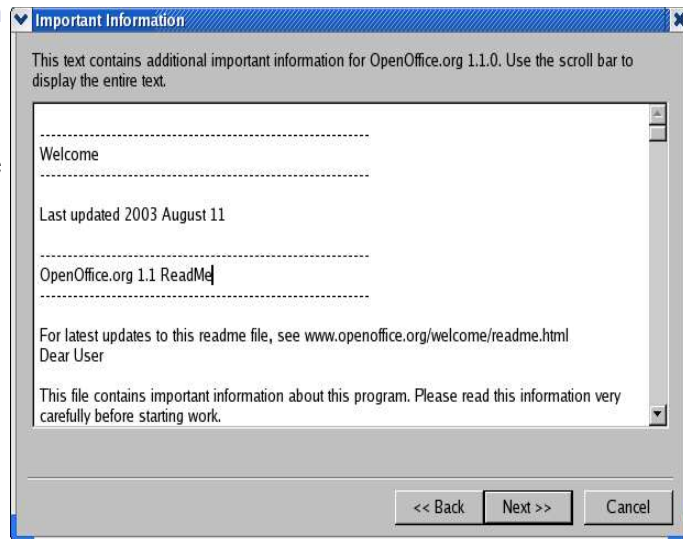 Important Information
This text contains additional important information for OpenOffice.org 1.1.0. Use the scroll bar to
display the entire text.
------------------------------------------------------------
Welcome
------------------------------------------------------------
Last updated 2003 August 11
------------------------------------------------------------
OpenOffice.org 1.1 ReadMe
------------------------------------------------------------
For latest updates to this readme file, see www.openoffice.org/welcome/readme.html
Dear User
This file contains important information about this program. Please read this information very
carefully before starting work.
<< Back
Next >>
Cancel